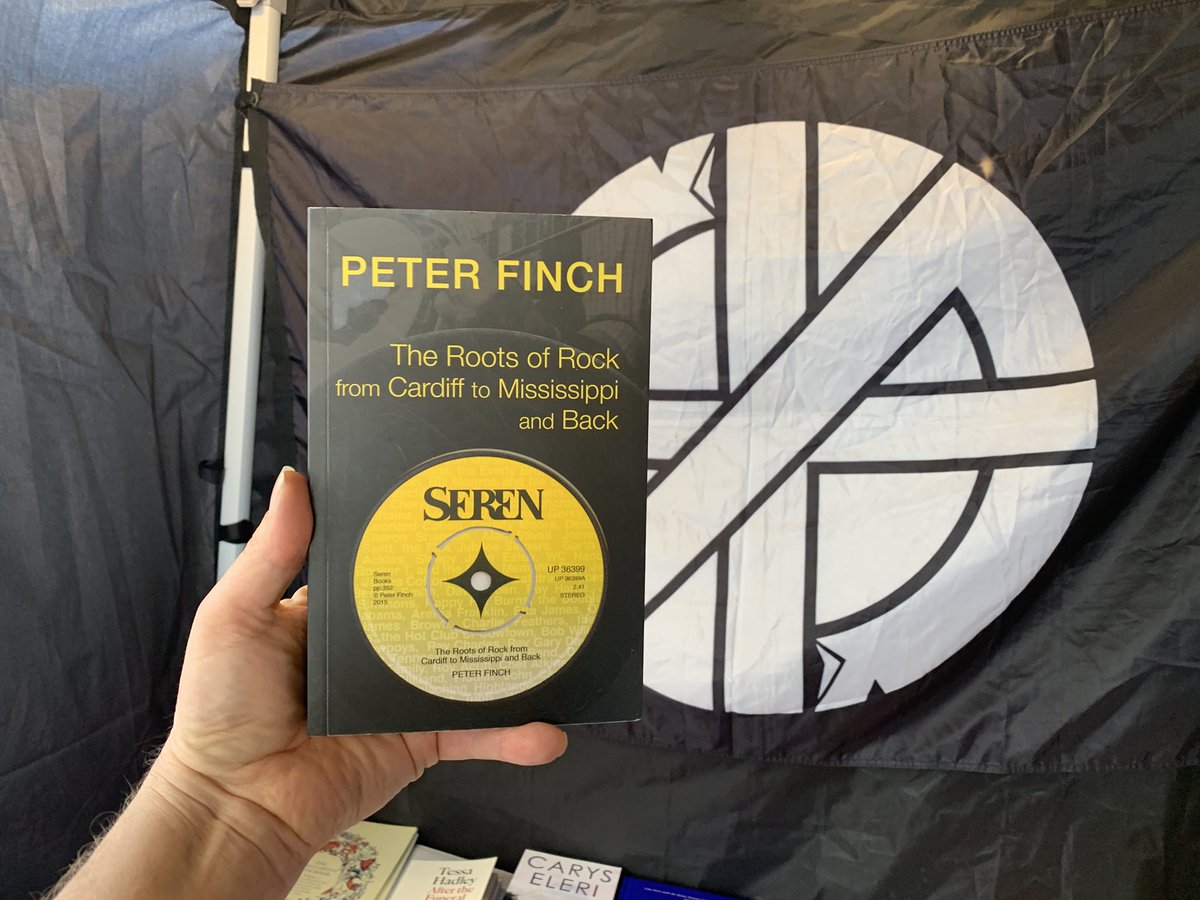 PETER FINCH
The Roots of Rock
from Cardiff to Mississippi
and Back
SEREN
Seren
Books
pp.352
© Peter Finch
2015
UP 36399
UP 36399A
2.41
STEREO
The Roots of Rock from
Cardiff to Mississippi and Back
PETER FINCH
Tessa
Hadley
After the
Funeral
CARYS
ELERI